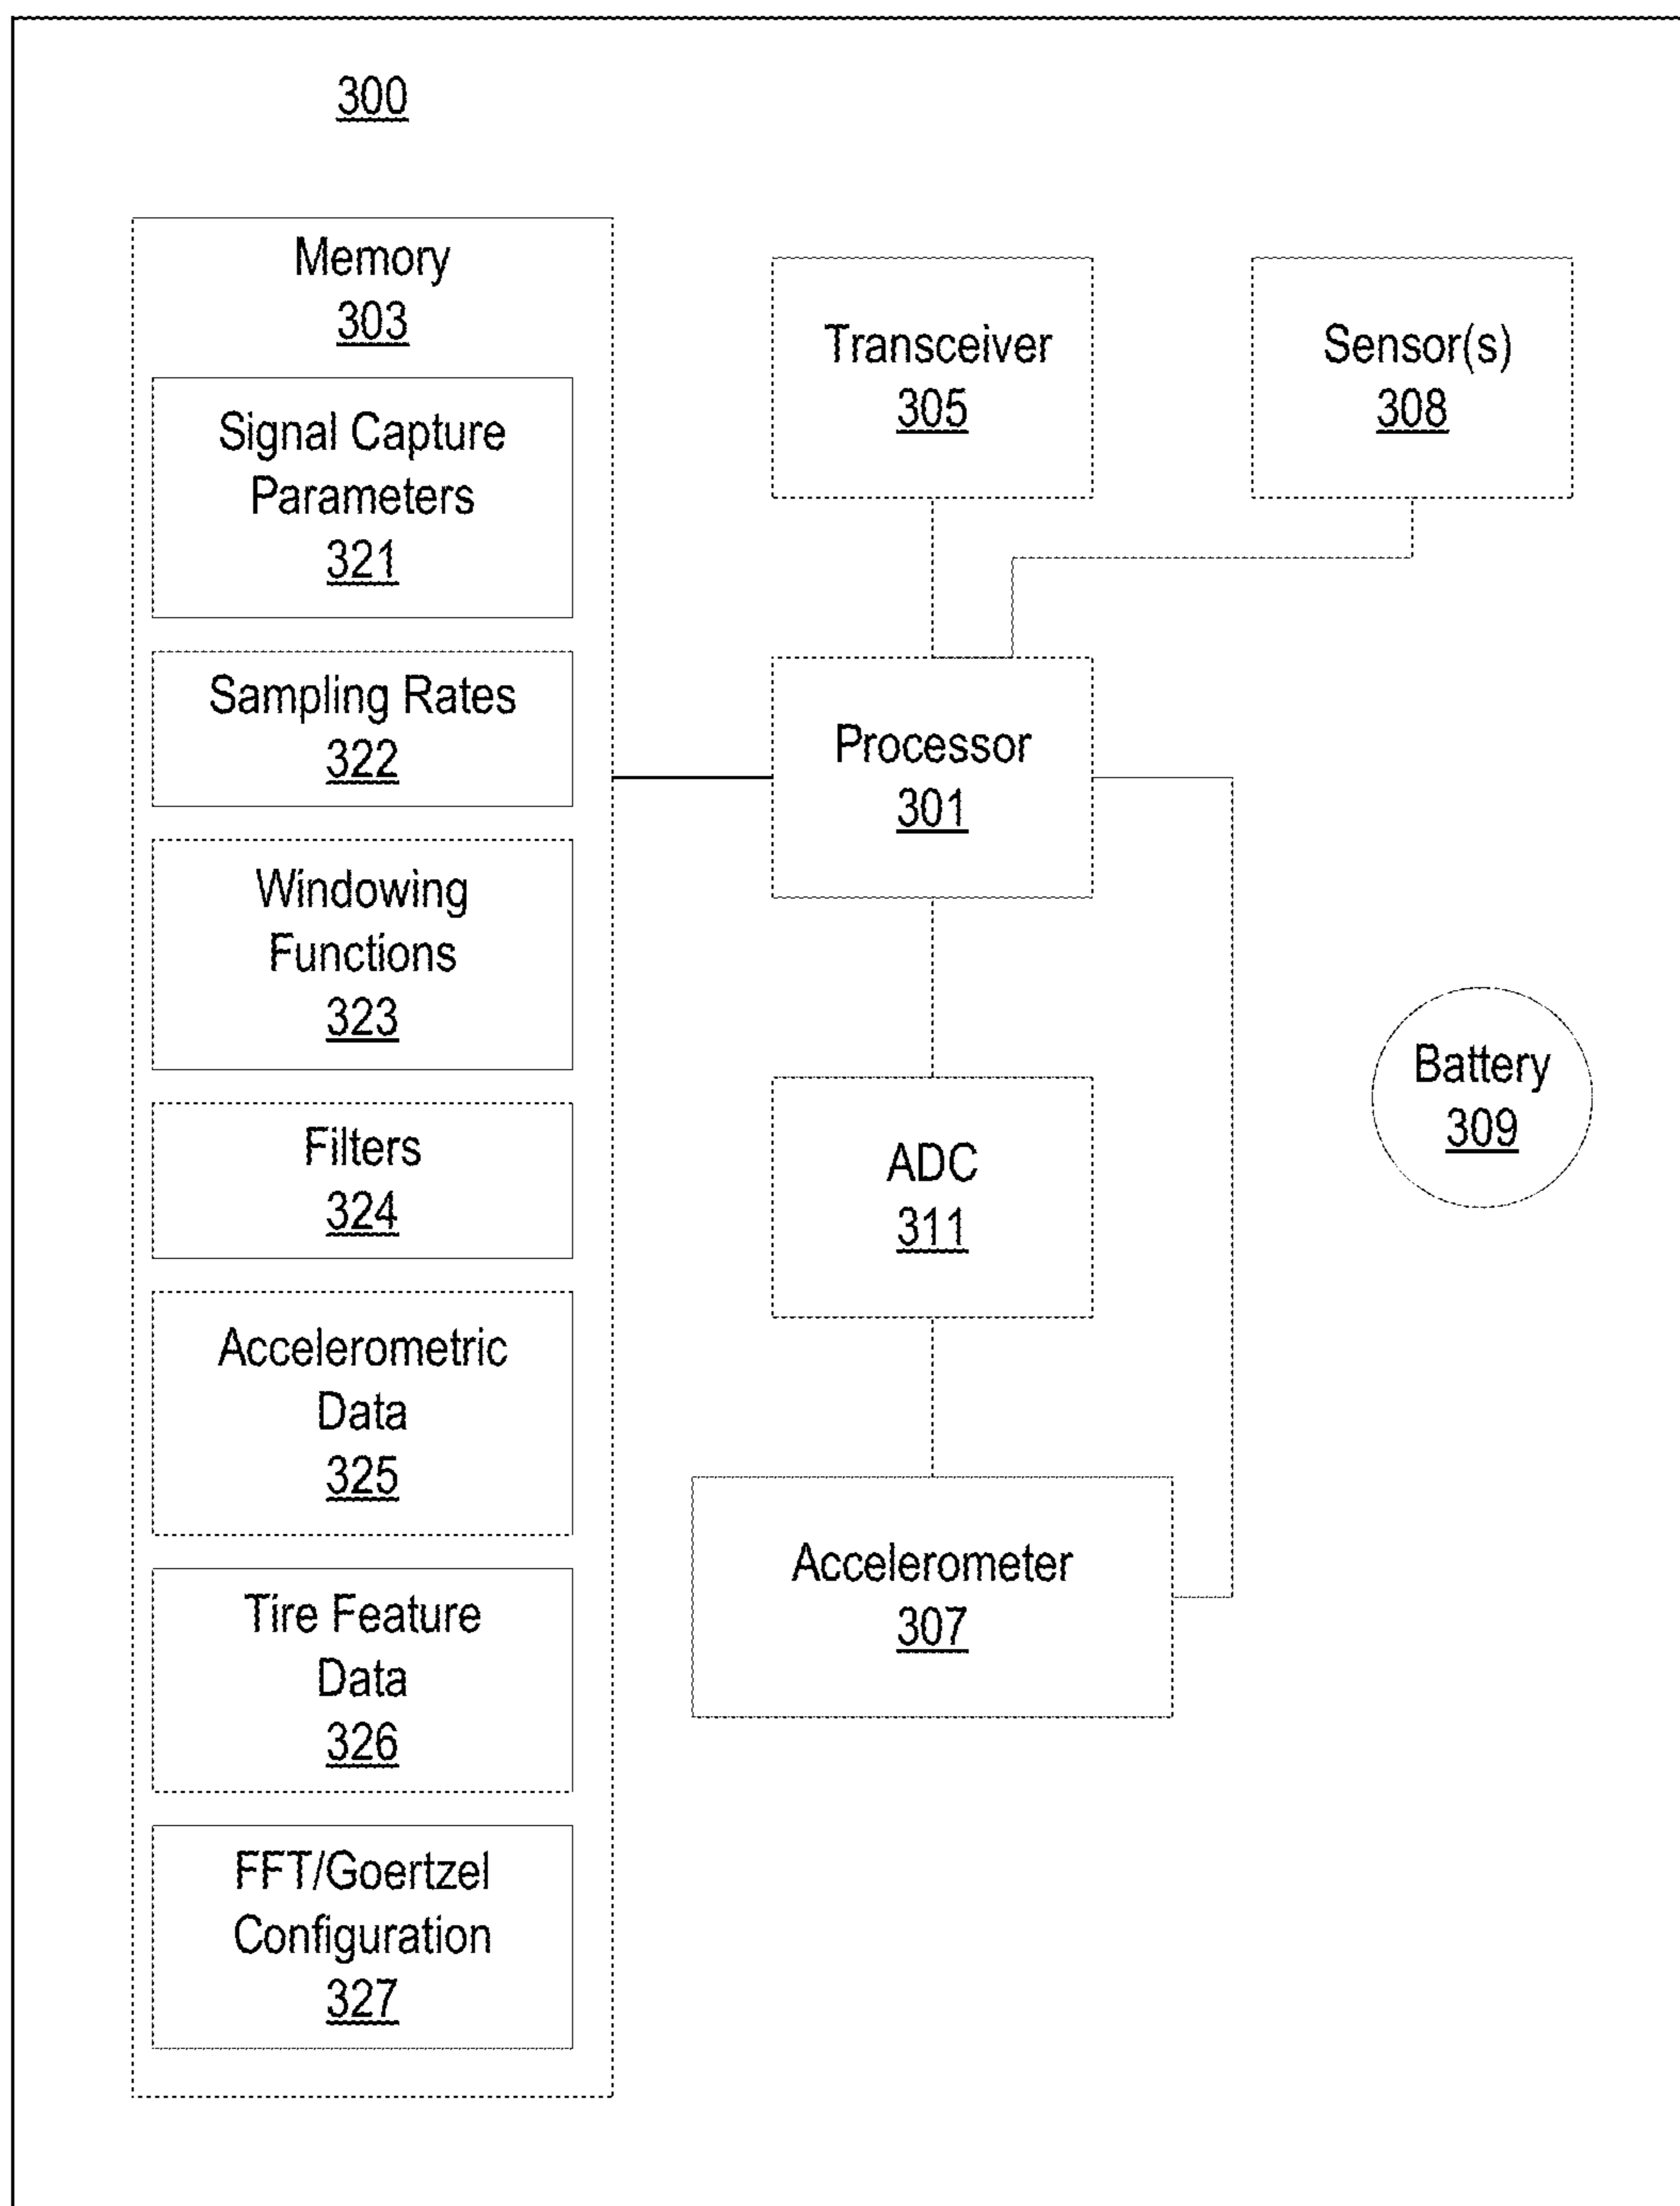 300
Memory
303
Signal Capture
Parameters
321
Sampling Rates
322
Windowing
Functions
323
Filters
324
Accelerometric
Data
325
Tire Feature
Data
326
FFT/Goertzel
Configuration
327
Transceiver
305
Sensor(s)
308
Processor
301
ADC
311
Battery
309
Accelerometer
307